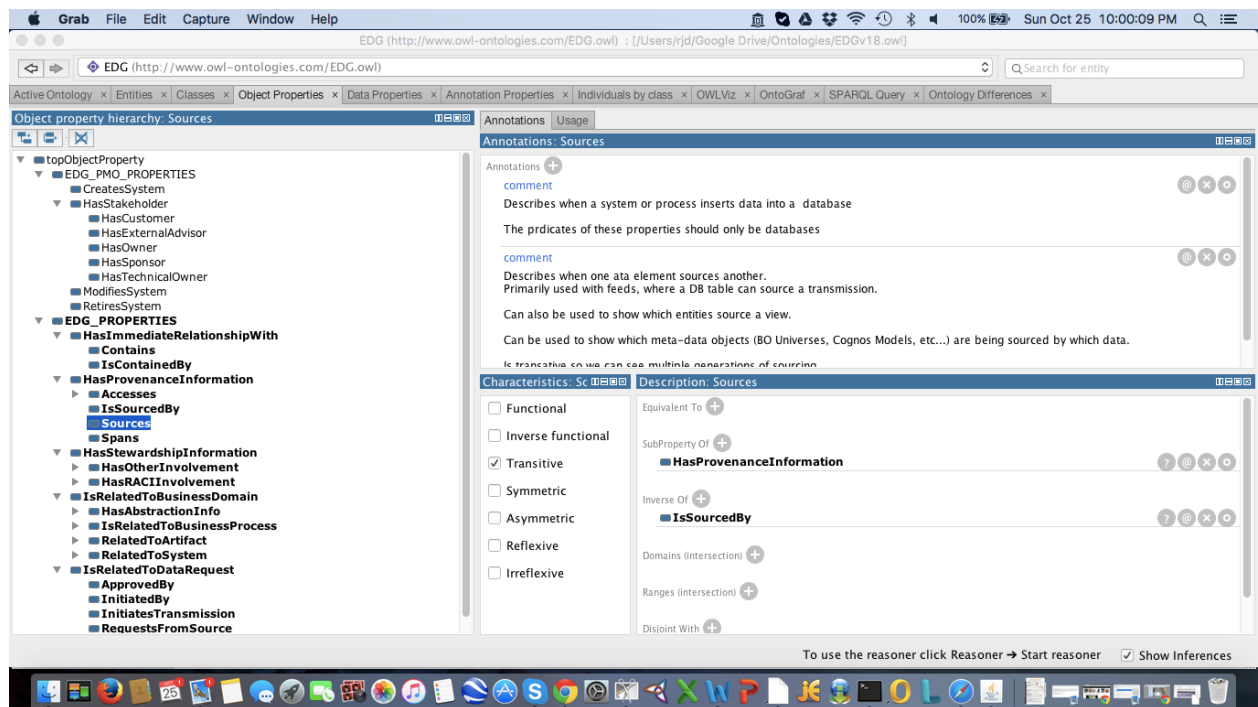 Grab File Edit Capture Window Help 100% Sun Oct 25 10:00:09 PM
EDG (http://www.owl-ontologies.com/EDG.owl) : [/Users/rjd/Google Drive/Ontologies/EDGv18.owl]
EDG (http://www.owl-ontologies.com/EDG.owl) Search for entity
Active Ontology × Entities × Classes × Object Properties × Data Properties × Annotation Properties × Individuals by class × OWLViz × OntoGraf × SPARQL Query × Ontology Differences ×
Object property hierarchy: Sources
topObjectProperty
EDG_PMO_PROPERTIES
CreatesSystem
HasStakeholder
HasCustomer
HasExternalAdvisor
HasOwner
HasSponsor
HasTechnicalOwner
ModifiesSystem
RetiresSystem
EDG_PROPERTIES
HasImmediateRelationshipWith
Contains
IsContainedBy
HasProvenanceInformation
Accesses
IsSourcedBy
Sources
Spans
HasStewardshipInformation
HasOtherInvolvement
HasRACIInvolvement
IsRelatedToBusinessDomain
HasAbstractionInfo
IsRelatedToBusinessProcess
RelatedToArtifact
RelatedToSystem
IsRelatedToDataRequest
ApprovedBy
InitiatedBy
InitiatesTransmission
RequestsFromSource
Annotations Usage
Annotations: Sources
Annotations
comment
Describes when a system or process inserts data into a database
The prdicates of these properties should only be databases
comment
Describes when one ata element sources another.
Primarily used with feeds, where a DB table can source a transmission.
Can also be used to show which entities source a view.
Can be used to show which meta-data objects (BO Universes, Cognos Models, etc...) are being sourced by which data.
Is transative so we can see multiple generations of sourcing
Characteristics: Sc
Functional
Inverse functional
Transitive
Symmetric
Asymmetric
Reflexive
Irreflexive
Description: Sources
Equivalent To
SubProperty Of
HasProvenanceInformation
Inverse Of
IsSourcedBy
Domains (intersection)
Ranges (intersection)
Disjoint With
To use the reasoner click Reasoner → Start reasoner Show Inferences